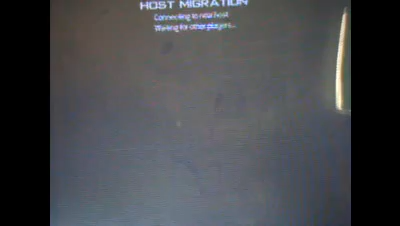 HOST MIGRATION
Connecting to new host
Waiting for other players...